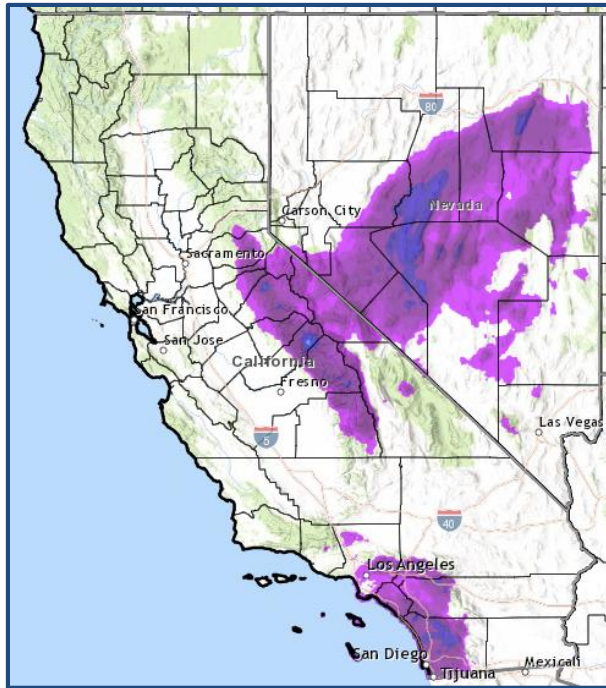 80
Nevada
Carson City
Sacramento
San Francisco
San Jose
California
Fresno
5
Las Vegas
40
Los Angeles
San Diego
Tijuana
Mexicali